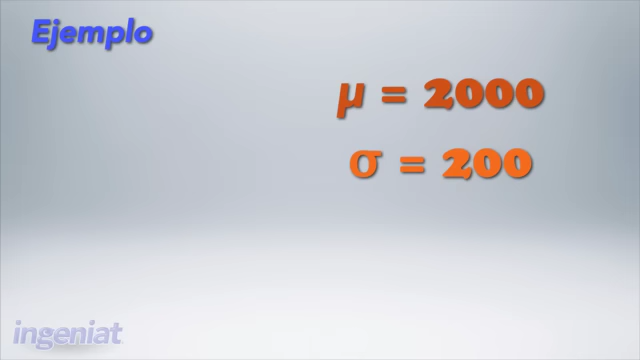 Ejemplo
μ = 2000
σ = 200
ingeniat